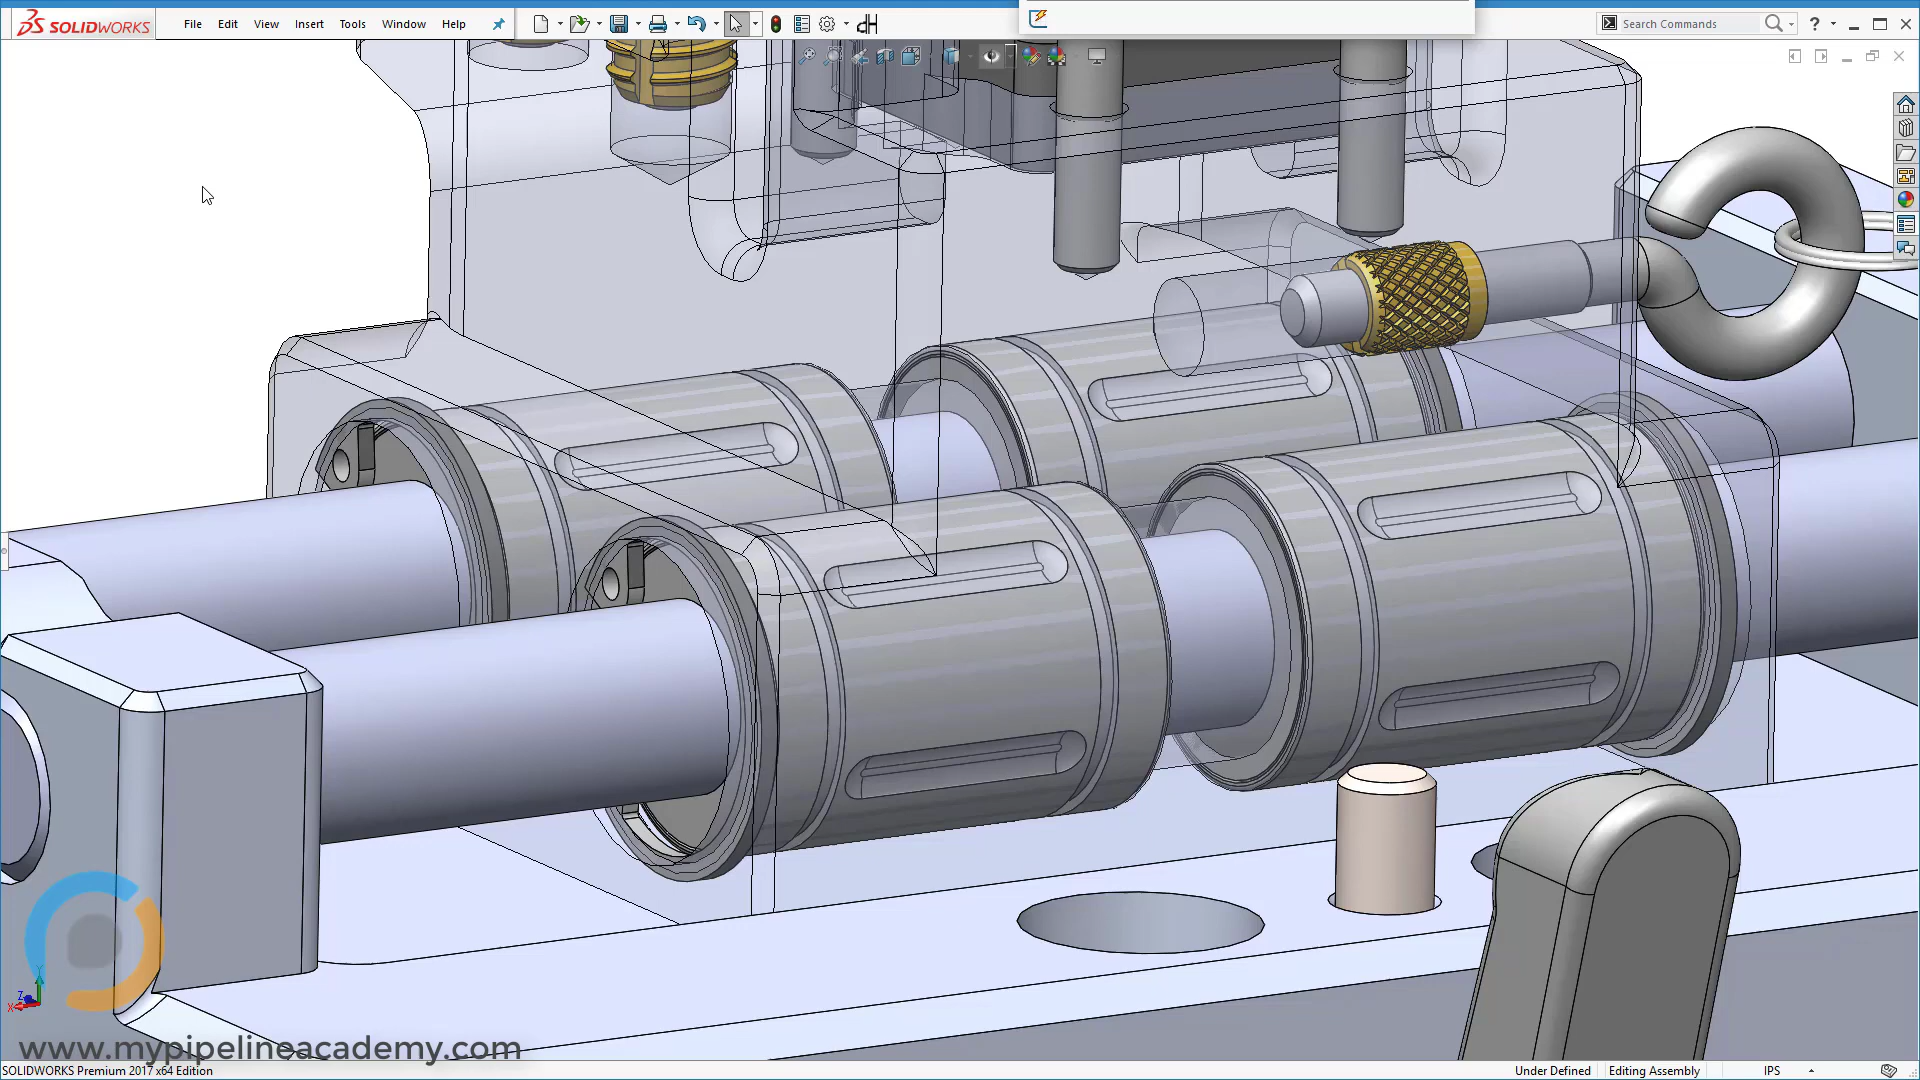 SOLIDWORKS
File Edit View Insert Tools Window Help
Search Commands
?
Y
Z
X
www.mypipelineacademy.com
SOLIDWORKS Premium 2017 x64 Edition
Under Defined Editing Assembly IPS